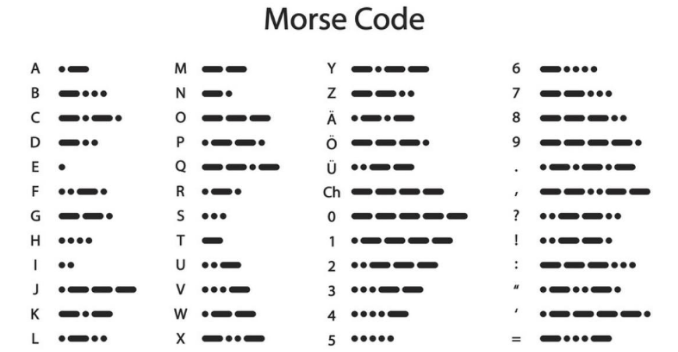 Morse Code
A •– M –– Y –•–– 6 –••••
B –••• N –• Z ––•• 7 ––•••
C –•–• O ––– Ä •–•– 8 –––••
D –•• P •––• Ö –––• 9 ––––•
E • Q ––•– Ü ••–– . •–•–•–
F ••–• R •–• Ch –––– , ––••––
G ––• S ••• 0 ––––– ? ••––••
H •••• T – 1 •–––– ! ••––•
I •• U ••– 2 ••––– : –––•••
J •––– V •••– 3 •••–– “ •–••–•
K –•– W •–– 4 ••••– ‘ •––––•
L •–•• X –••– 5 ••••• = –•••–